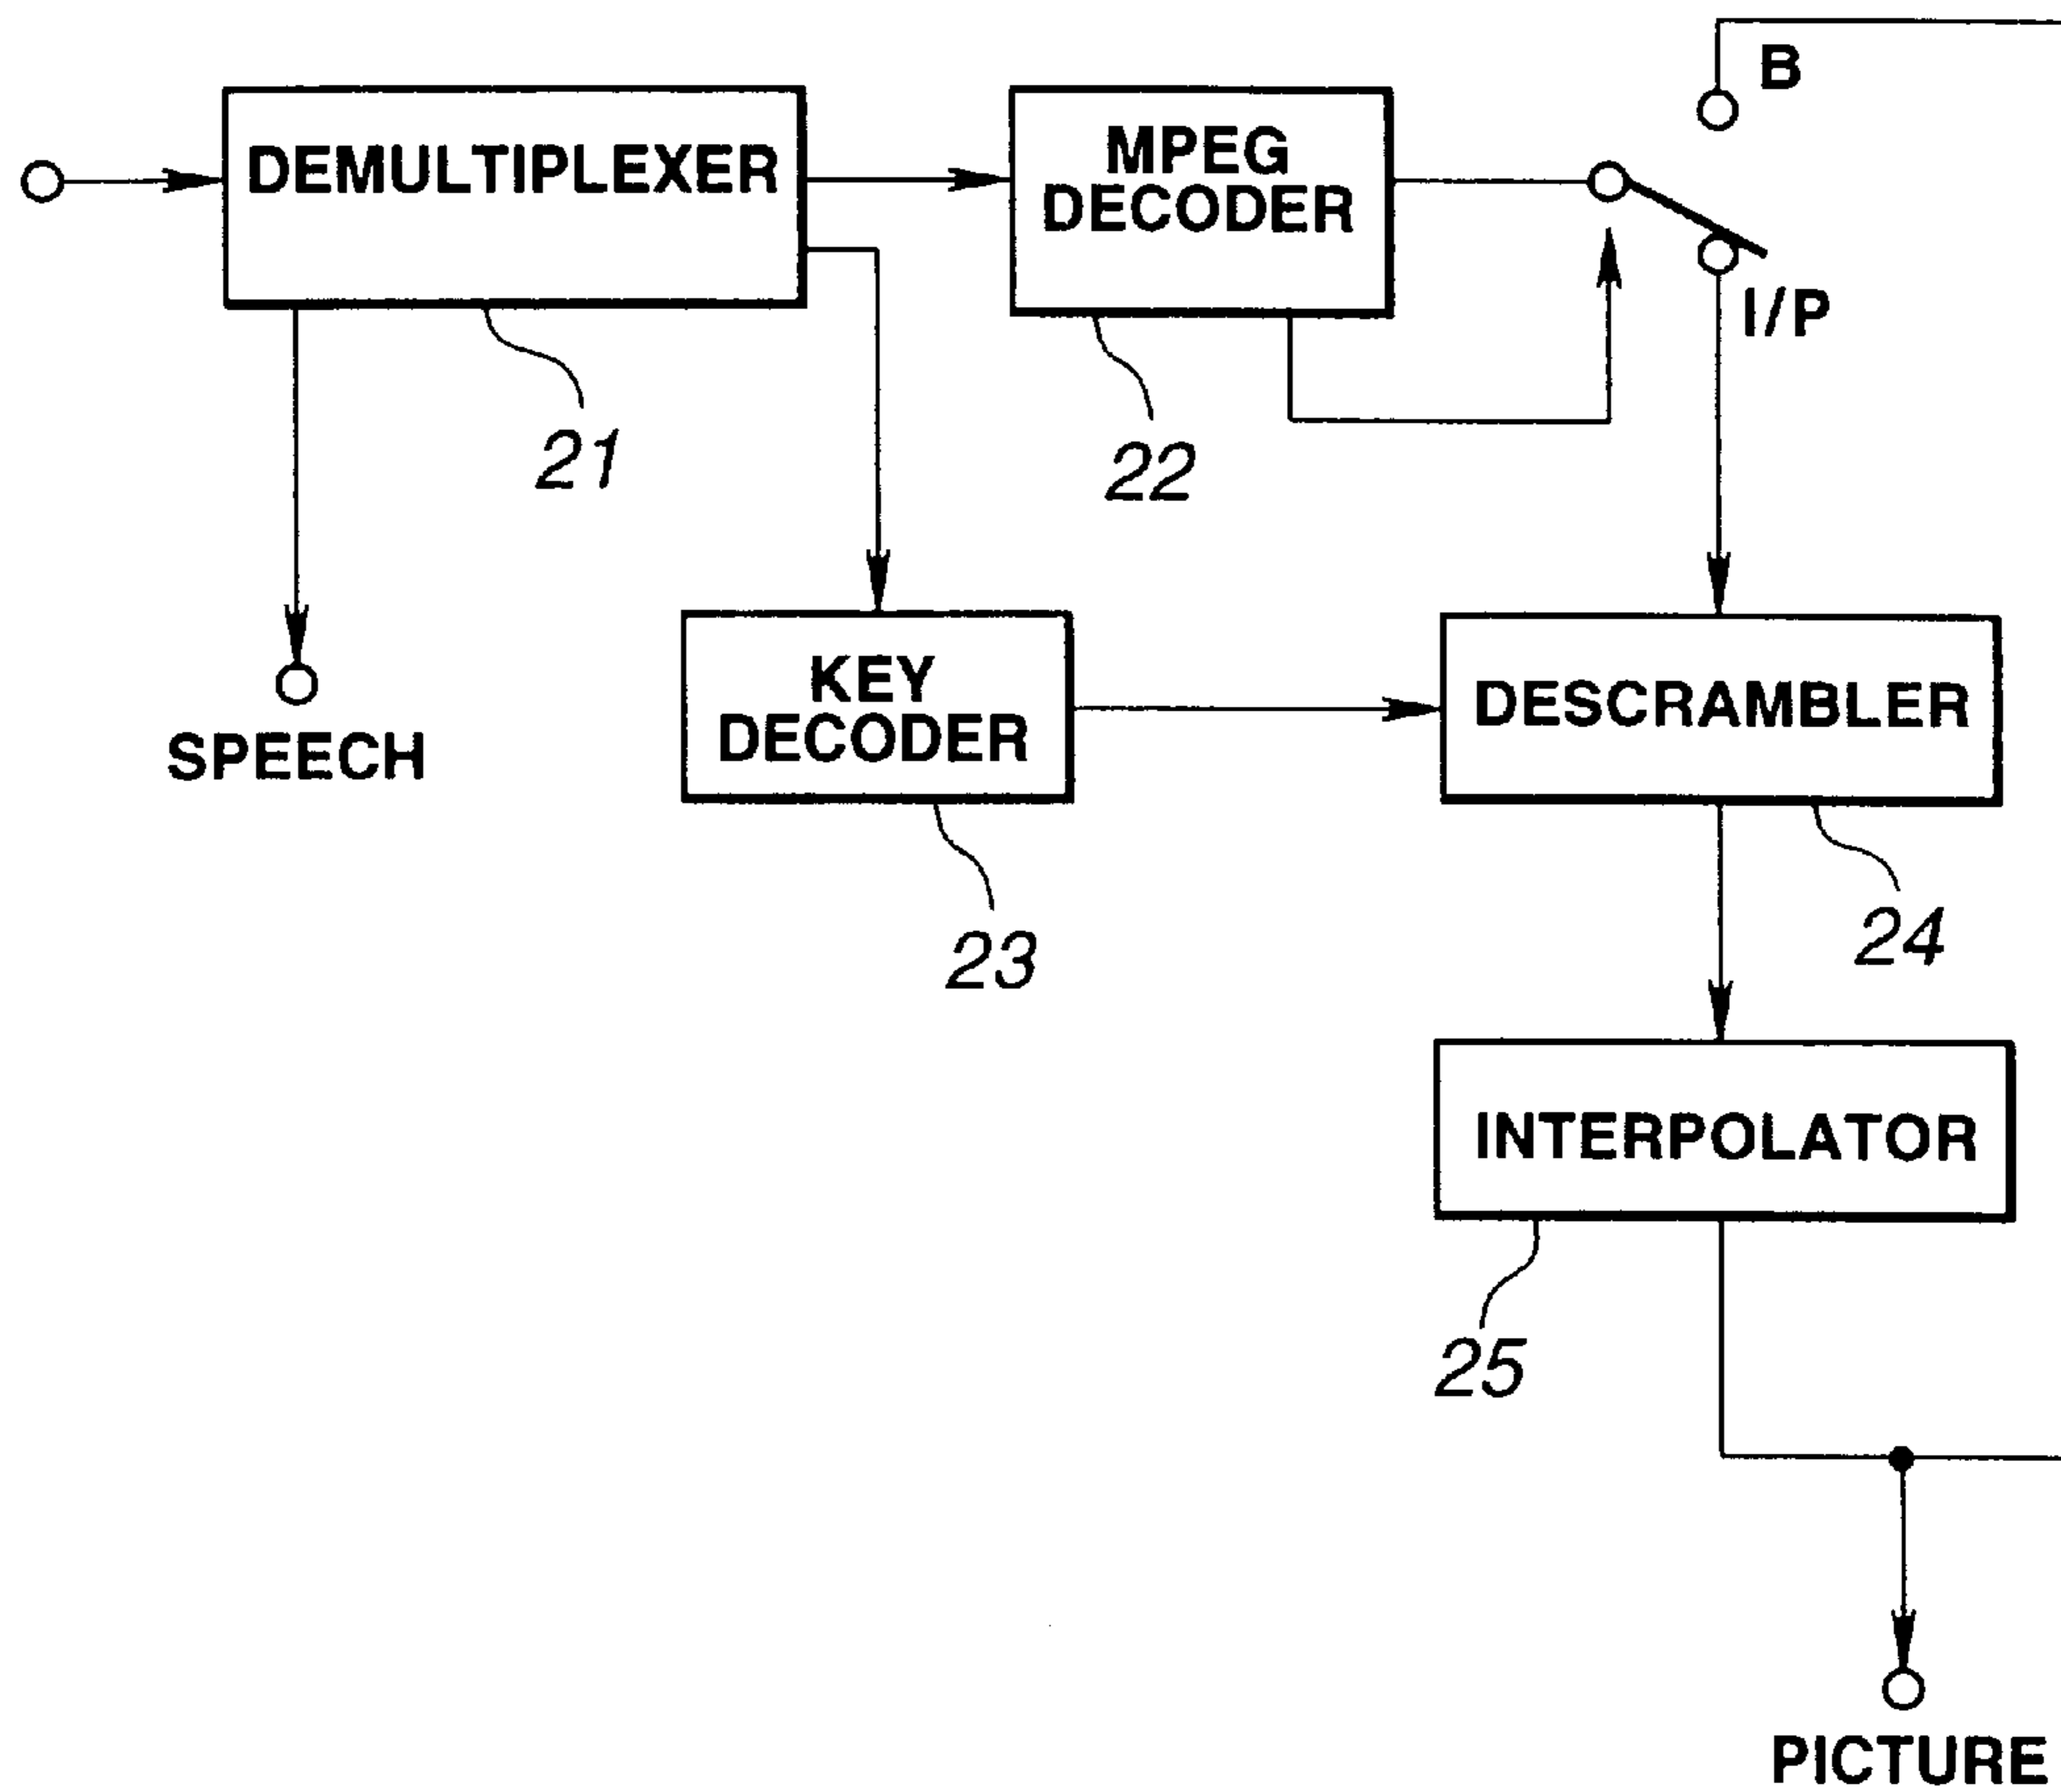 B
DEMULTIPLEXER
MPEG
DECODER
I/P
21
22
KEY
DECODER
DESCRAMBLER
SPEECH
23
24
INTERPOLATOR
25
PICTURE